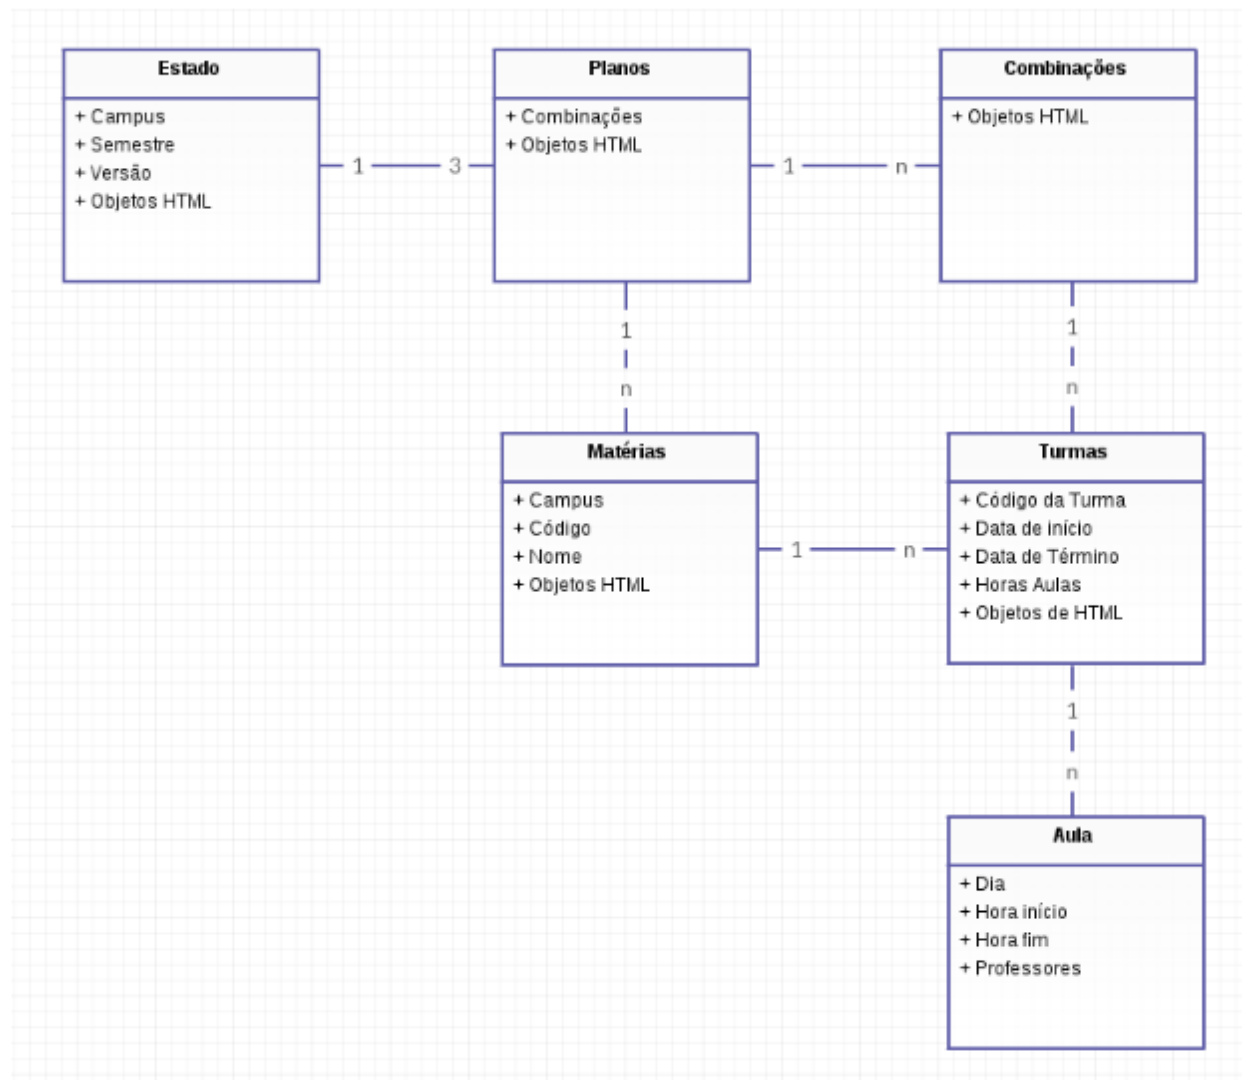 Estado
+ Campus
+ Semestre
+ Versão
+ Objetos HTML
1
3
Planos
+ Combinações
+ Objetos HTML
1
n
Combinações
+ Objetos HTML
1
n
1
n
Matérias
+ Campus
+ Código
+ Nome
+ Objetos HTML
1
n
Turmas
+ Código da Turma
+ Data de início
+ Data de Término
+ Horas Aulas
+ Objetos de HTML
1
n
Aula
+ Dia
+ Hora início
+ Hora fim
+ Professores